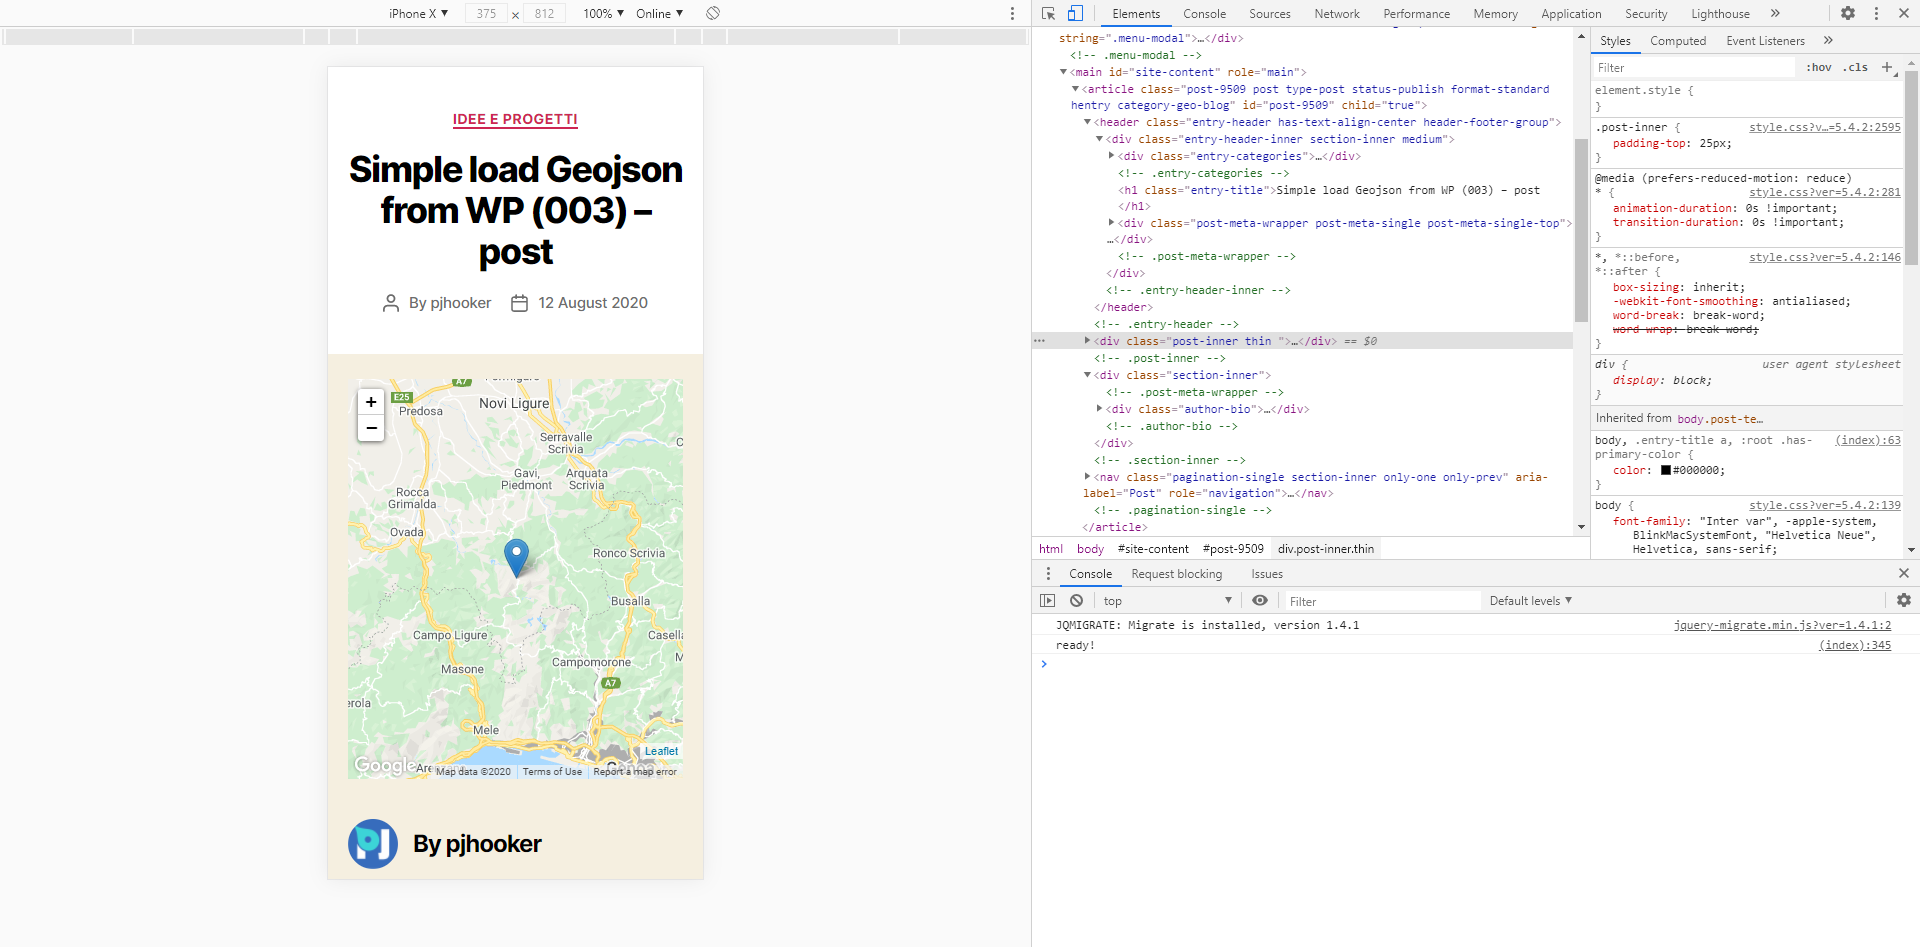 iPhone X ▼ 375 × 812 100% ▼ Online ▼
IDEE E PROGETTI
Simple load Geojson
from WP (003) –
post
By pjhooker 12 August 2020
+
−
A7
E25
Predosa
Novi Ligure
Serravalle
Scrivia
Gavi,
Piedmont
Arquata
Scrivia
Rocca
Grimalda
Ovada
Ronco Scrivia
Busalla
Campo Ligure
Casella
Campomorone
Masone
A7
Mele
Leaflet
Google
Map data ©2020 Terms of Use Report a map error
By pjhooker
Elements Console Sources Network Performance Memory Application Security Lighthouse »
string=".menu-modal">…</div>
<!-- .menu-modal -->
▼<main id="site-content" role="main">
▼<article class="post-9509 post type-post status-publish format-standard
hentry category-geo-blog" id="post-9509" child="true">
▼<header class="entry-header has-text-align-center header-footer-group">
▼<div class="entry-header-inner section-inner medium">
▶<div class="entry-categories">…</div>
<!-- .entry-categories -->
<h1 class="entry-title">Simple load Geojson from WP (003) – post
</h1>
▶<div class="post-meta-wrapper post-meta-single post-meta-single-top">
…</div>
<!-- .post-meta-wrapper -->
</div>
<!-- .entry-header-inner -->
</header>
<!-- .entry-header -->
… ▶<div class="post-inner thin ">…</div> == $0
<!-- .post-inner -->
▼<div class="section-inner">
<!-- .post-meta-wrapper -->
▶<div class="author-bio">…</div>
<!-- .author-bio -->
</div>
<!-- .section-inner -->
▶<nav class="pagination-single section-inner only-one only-prev" aria-
label="Post" role="navigation">…</nav>
<!-- .pagination-single -->
</article>
html body #site-content #post-9509 div.post-inner.thin
Styles Computed Event Listeners »
Filter :hov .cls +
element.style {
}
.post-inner { style.css?v…=5.4.2:2595
padding-top: 25px;
}
@media (prefers-reduced-motion: reduce)
* { style.css?ver=5.4.2:281
animation-duration: 0s !important;
transition-duration: 0s !important;
}
*, *::before, style.css?ver=5.4.2:146
*::after {
box-sizing: inherit;
-webkit-font-smoothing: antialiased;
word-break: break-word;
word-wrap: break-word;
}
div { user agent stylesheet
display: block;
}
Inherited from body.post-te…
body, .entry-title a, :root .has- (index):63
primary-color {
color: #000000;
}
body { style.css?ver=5.4.2:139
font-family: "Inter var", -apple-system,
BlinkMacSystemFont, "Helvetica Neue",
Helvetica, sans-serif;
Console Request blocking Issues
top ▼ Filter Default levels ▼
JQMIGRATE: Migrate is installed, version 1.4.1 jquery-migrate.min.js?ver=1.4.1:2
ready! (index):345
>